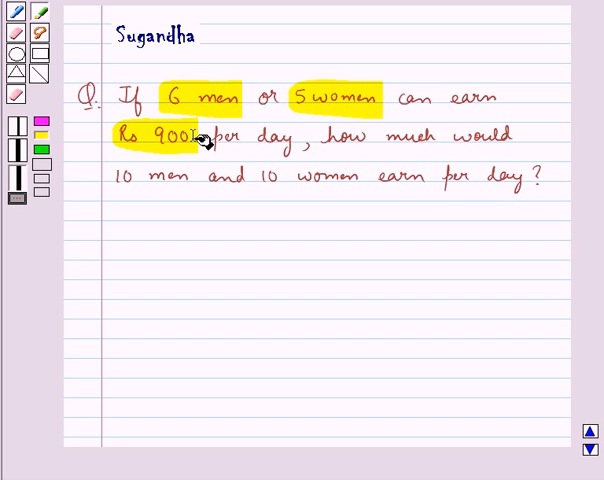 Sugandha
Q. If 6 men or 5 women can earn
Rs 900 per day, how much would
10 men and 10 women earn per day?